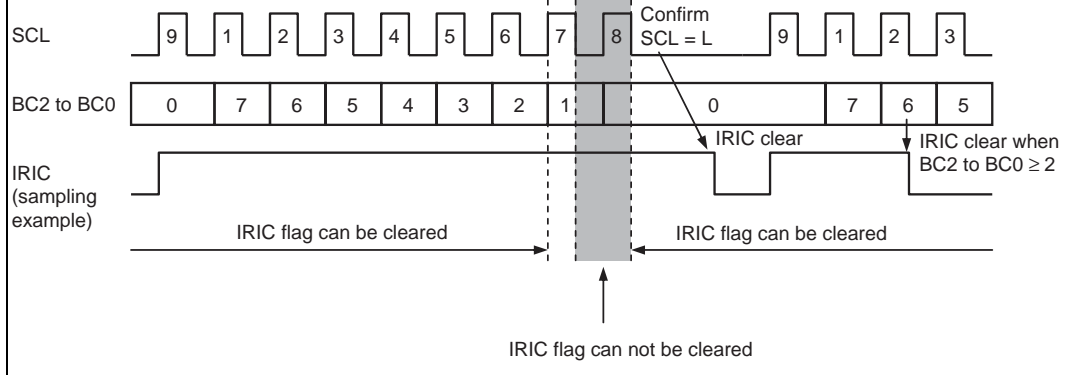 Confirm
SCL = L
SCL
9 1 2 3 4 5 6 7 8 9 1 2 3
BC2 to BC0
0 7 6 5 4 3 2 1 0 7 6 5
IRIC clear
IRIC clear when
BC2 to BC0 ≥ 2
IRIC
(sampling
example)
IRIC flag can be cleared
IRIC flag can be cleared
IRIC flag can not be cleared